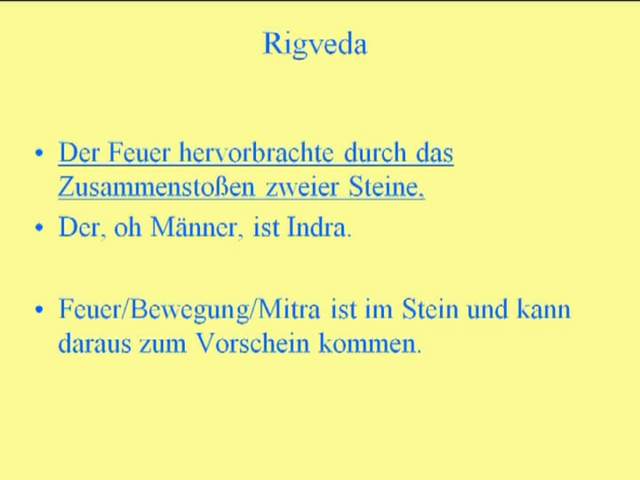 Rigveda
• Der Feuer hervorbrachte durch das
Zusammenstoßen zweier Steine,
• Der, oh Männer, ist Indra.
• Feuer/Bewegung/Mitra ist im Stein und kann
daraus zum Vorschein kommen.